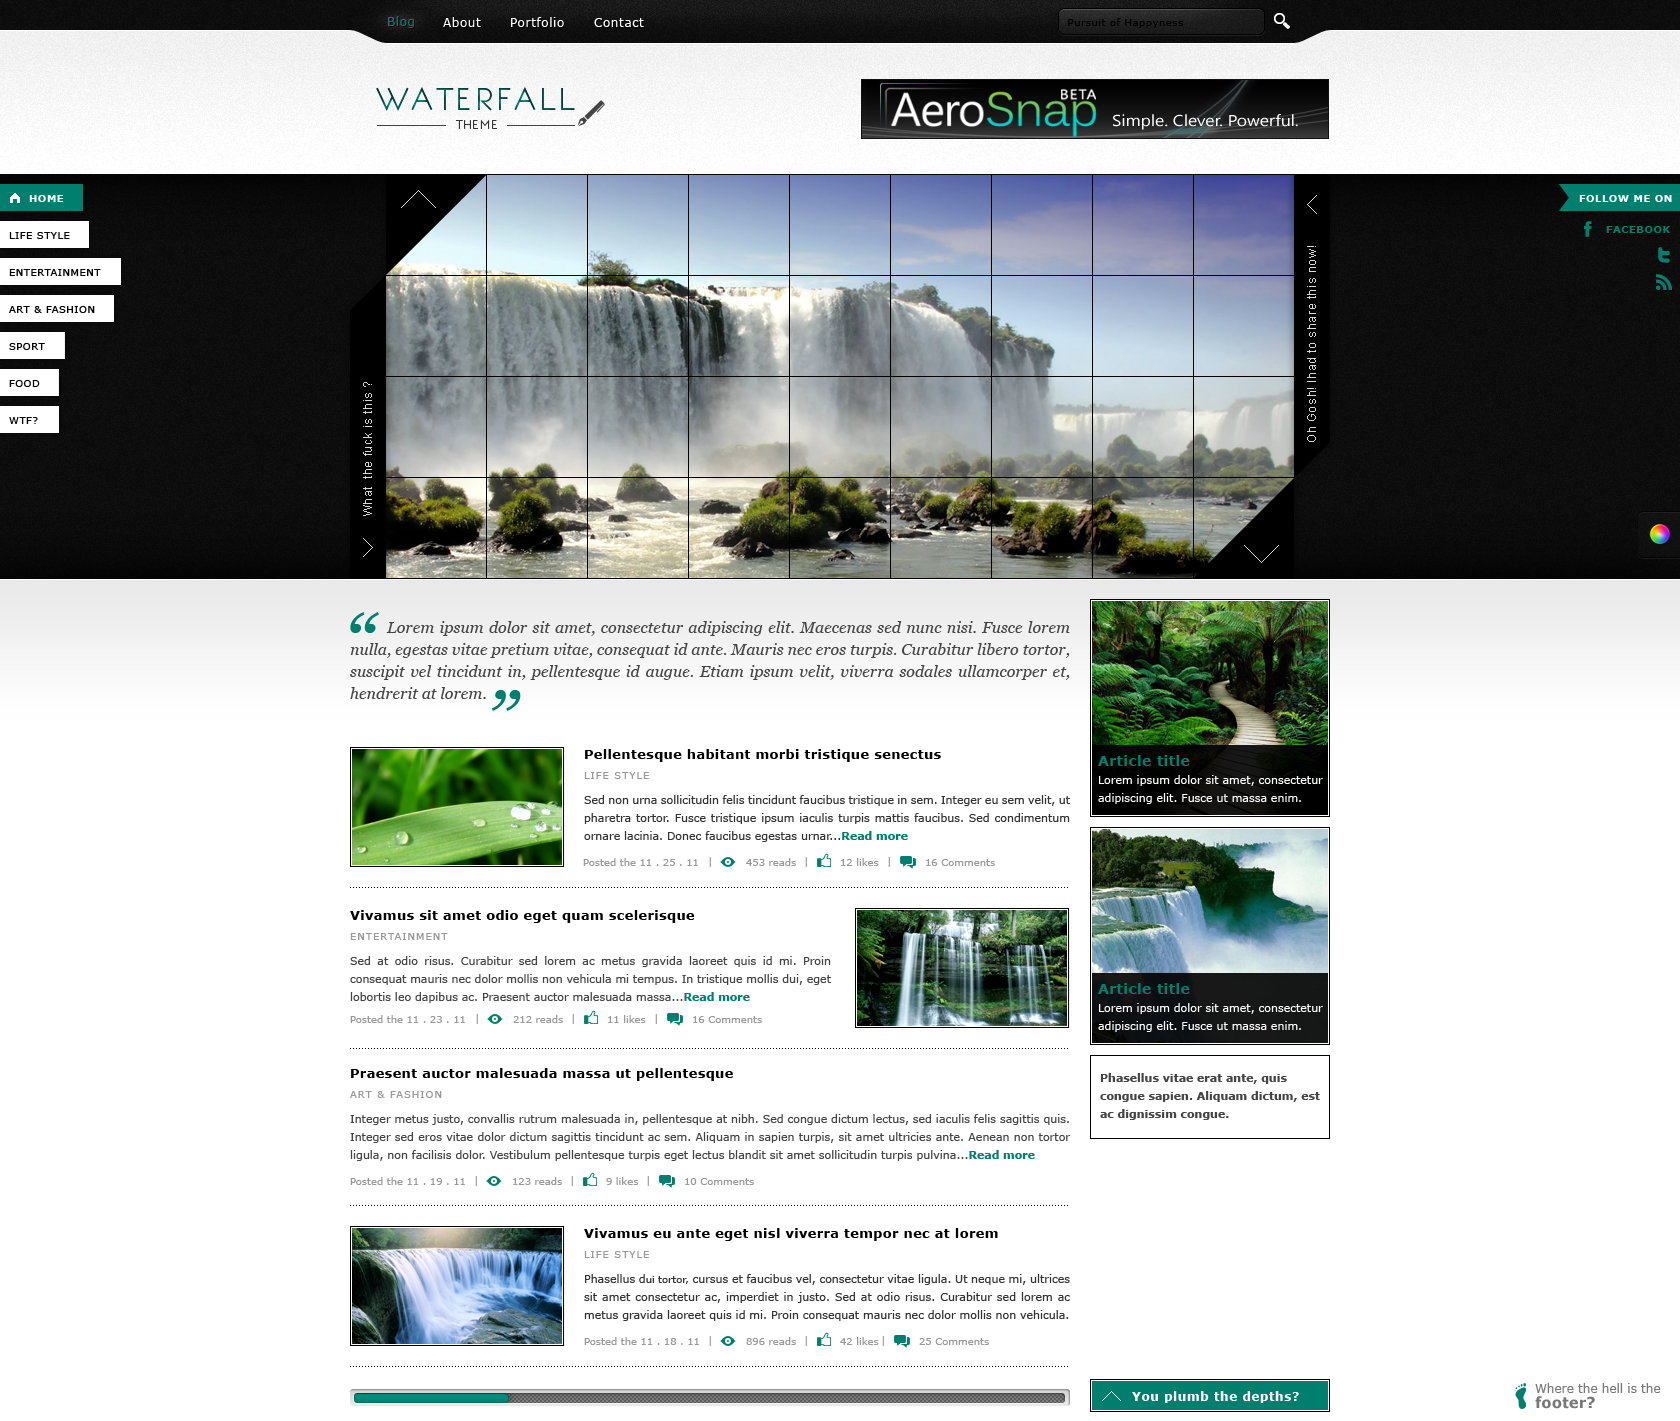 Blog
About
Portfolio
Contact
Pursuit of Happyness
WATERFALL
THEME
AeroSnap
BETA
Simple. Clever. Powerful.
HOME
LIFE STYLE
ENTERTAINMENT
ART & FASHION
SPORT
FOOD
WTF?
What the fuck is this ?
Oh Gosh! I had to share this now!
FOLLOW ME ON
FACEBOOK
“ Lorem ipsum dolor sit amet, consectetur adipiscing elit. Maecenas sed nunc nisi. Fusce lorem
nulla, egestas vitae pretium vitae, consequat id ante. Mauris nec eros turpis. Curabitur libero tortor,
suscipit vel tincidunt in, pellentesque id augue. Etiam ipsum velit, viverra sodales ullamcorper et,
hendrerit at lorem. ”
Pellentesque habitant morbi tristique senectus
LIFE STYLE
Sed non urna sollicitudin felis tincidunt faucibus tristique in sem. Integer eu sem velit, ut
pharetra tortor. Fusce tristique ipsum iaculis turpis mattis faucibus. Sed condimentum
ornare lacinia. Donec faucibus egestas urnar...Read more
Posted the 11 . 25 . 11 | 453 reads | 12 likes | 16 Comments
Vivamus sit amet odio eget quam scelerisque
ENTERTAINMENT
Sed at odio risus. Curabitur sed lorem ac metus gravida laoreet quis id mi. Proin
consequat mauris nec dolor mollis non vehicula mi tempus. In tristique mollis dui, eget
lobortis leo dapibus ac. Praesent auctor malesuada massa...Read more
Posted the 11 . 23 . 11 | 212 reads | 11 likes | 16 Comments
Praesent auctor malesuada massa ut pellentesque
ART & FASHION
Integer metus justo, convallis rutrum malesuada in, pellentesque at nibh. Sed congue dictum lectus, sed iaculis felis sagittis quis.
Integer sed eros vitae dolor dictum sagittis tincidunt ac sem. Aliquam in sapien turpis, sit amet ultricies ante. Aenean non tortor
ligula, non facilisis dolor. Vestibulum pellentesque turpis eget lectus blandit sit amet sollicitudin turpis pulvina...Read more
Posted the 11 . 19 . 11 | 123 reads | 9 likes | 10 Comments
Vivamus eu ante eget nisl viverra tempor nec at lorem
LIFE STYLE
Phasellus dui tortor, cursus et faucibus vel, consectetur vitae ligula. Ut neque mi, ultrices
sit amet consectetur ac, imperdiet in justo. Sed at odio risus. Curabitur sed lorem ac
metus gravida laoreet quis id mi. Proin consequat mauris nec dolor mollis non vehicula.
Posted the 11 . 18 . 11 | 896 reads | 42 likes | 25 Comments
Article title
Lorem ipsum dolor sit amet, consectetur
adipiscing elit. Fusce ut massa enim.
Article title
Lorem ipsum dolor sit amet, consectetur
adipiscing elit. Fusce ut massa enim.
Phasellus vitae erat ante, quis
congue sapien. Aliquam dictum, est
ac dignissim congue.
You plumb the depths?
Where the hell is the
footer?